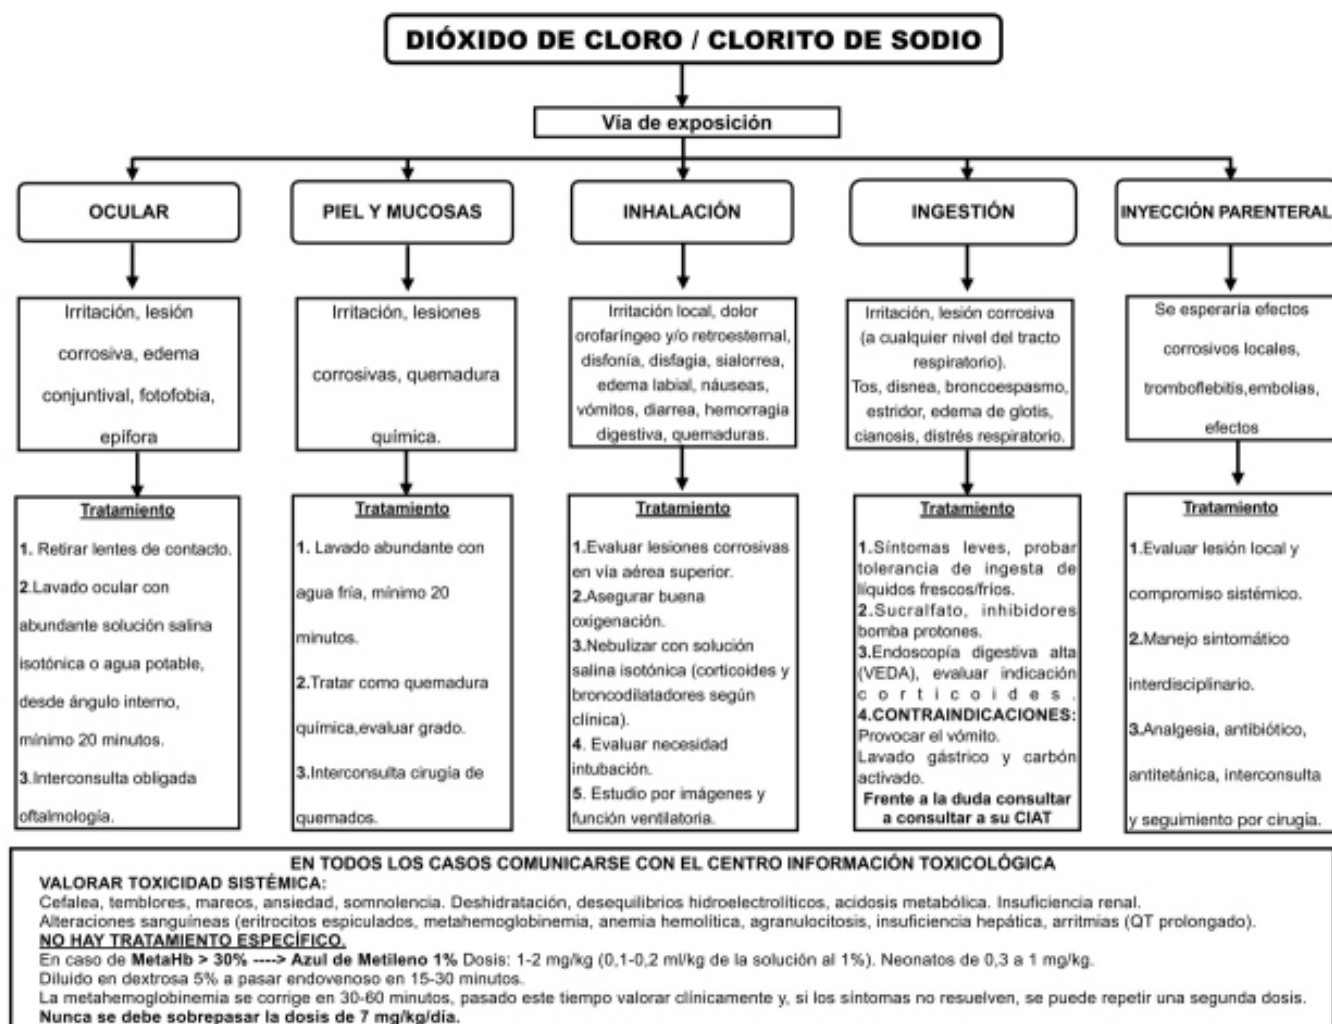 DIÓXIDO DE CLORO / CLORITO DE SODIO
Vía de exposición
OCULAR
Irritación, lesión
corrosiva, edema
conjuntival, fotofobia,
epífora
Tratamiento
1. Retirar lentes de contacto.
2.Lavado ocular con
abundante solución salina
isotónica o agua potable,
desde ángulo interno,
mínimo 20 minutos.
3.Interconsulta obligada
oftalmología.
PIEL Y MUCOSAS
Irritación, lesiones
corrosivas, quemadura
química.
Tratamiento
1. Lavado abundante con
agua fría, mínimo 20
minutos.
2.Tratar como quemadura
química,evaluar grado.
3.Interconsulta cirugía de
quemados.
INHALACIÓN
Irritación local, dolor
orofaríngeo y/o retroesternal,
disfonía, disfagia, sialorrea,
edema labial, náuseas,
vómitos, diarrea, hemorragia
digestiva, quemaduras.
Tratamiento
1.Evaluar lesiones corrosivas
en vía aérea superior.
2.Asegurar buena
oxigenación.
3.Nebulizar con solución
salina isotónica (corticoides y
broncodilatadores según
clínica).
4. Evaluar necesidad
intubación.
5. Estudio por imágenes y
función ventilatoria.
INGESTIÓN
Irritación, lesión corrosiva
(a cualquier nivel del tracto
respiratorio).
Tos, disnea, broncoespasmo,
estridor, edema de glotis,
cianosis, distrés respiratorio.
Tratamiento
1.Síntomas leves, probar
tolerancia de ingesta de
líquidos frescos/fríos.
2.Sucralfato, inhibidores
bomba protones.
3.Endoscopía digestiva alta
(VEDA), evaluar indicación
corticoides.
4.CONTRAINDICACIONES:
Provocar el vómito.
Lavado gástrico y carbón
activado.
Frente a la duda consultar
a consultar a su CIAT
INYECCIÓN PARENTERAL
Se esperaría efectos
corrosivos locales,
tromboflebitis,embolias,
efectos
Tratamiento
1.Evaluar lesión local y
compromiso sistémico.
2.Manejo sintomático
interdisciplinario.
3.Analgesia, antibiótico,
antitetánica, interconsulta
y seguimiento por cirugía.
EN TODOS LOS CASOS COMUNICARSE CON EL CENTRO INFORMACIÓN TOXICOLÓGICA
VALORAR TOXICIDAD SISTÉMICA:
Cefalea, temblores, mareos, ansiedad, somnolencia. Deshidratación, desequilibrios hidroelectrolíticos, acidosis metabólica. Insuficiencia renal.
Alteraciones sanguíneas (eritrocitos espiculados, metahemoglobinemia, anemia hemolítica, agranulocitosis, insuficiencia hepática, arritmias (QT prolongado).
NO HAY TRATAMIENTO ESPECÍFICO.
En caso de MetaHb > 30% ----> Azul de Metileno 1% Dosis: 1-2 mg/kg (0,1-0,2 ml/kg de la solución al 1%). Neonatos de 0,3 a 1 mg/kg.
Diluido en dextrosa 5% a pasar endovenoso en 15-30 minutos.
La metahemoglobinemia se corrige en 30-60 minutos, pasado este tiempo valorar clínicamente y, si los síntomas no resuelven, se puede repetir una segunda dosis.
Nunca se debe sobrepasar la dosis de 7 mg/kg/día.